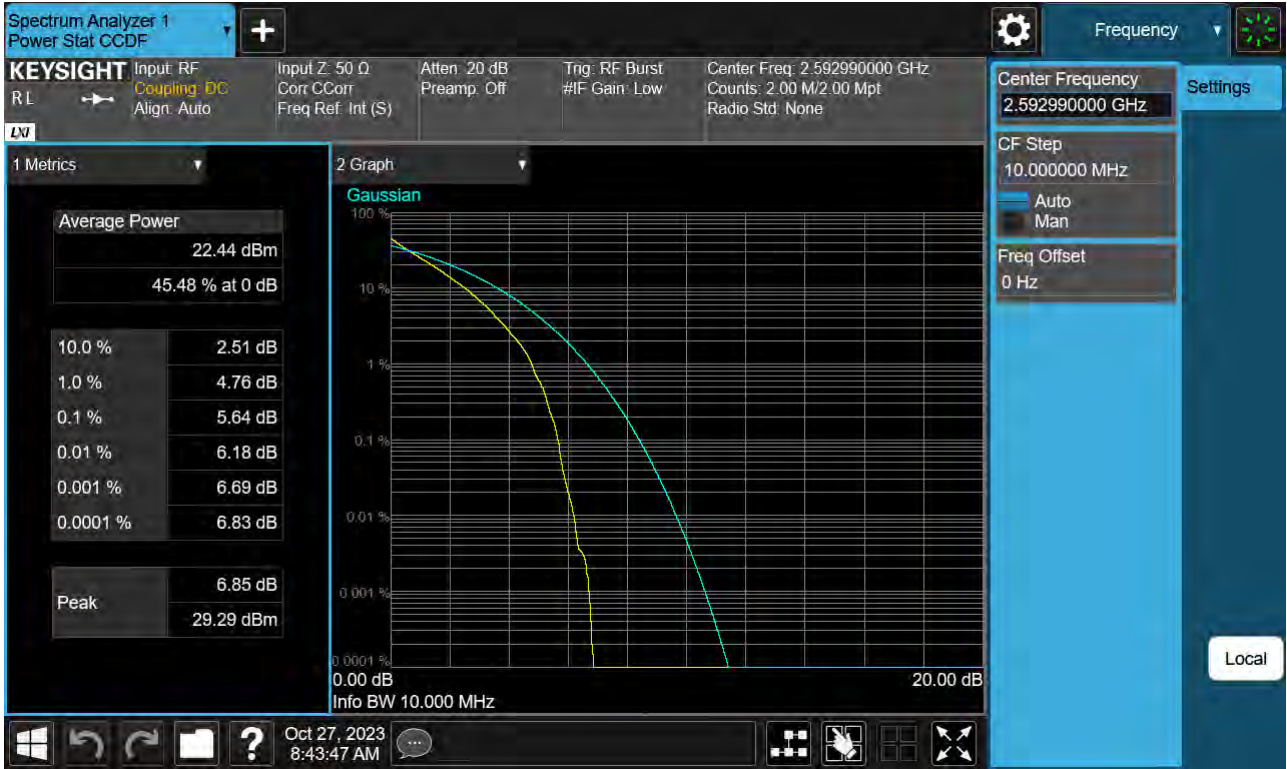 Spectrum Analyzer 1
Power Stat CCDF
Frequency
KEYSIGHT
R L
LXI
Input: RF
Coupling: DC
Align: Auto
Input Z: 50 Ω
Corr CCorr
Freq Ref: Int (S)
Atten: 20 dB
Preamp: Off
Trig: RF Burst
#IF Gain: Low
Center Freq: 2.592990000 GHz
Counts: 2.00 M/2.00 Mpt
Radio Std: None
Center Frequency
2.592990000 GHz
Settings
CF Step
10.000000 MHz
Auto
Man
Freq Offset
0 Hz
Local
1 Metrics
Average Power
22.44 dBm
45.48 % at 0 dB
10.0 % 2.51 dB
1.0 % 4.76 dB
0.1 % 5.64 dB
0.01 % 6.18 dB
0.001 % 6.69 dB
0.0001 % 6.83 dB
Peak
6.85 dB
29.29 dBm
2 Graph
Gaussian
100 %
10 %
1 %
0.1 %
0.01 %
0.001 %
0.0001 %
0.00 dB 20.00 dB
Info BW 10.000 MHz
?
Oct 27, 2023
8:43:47 AM